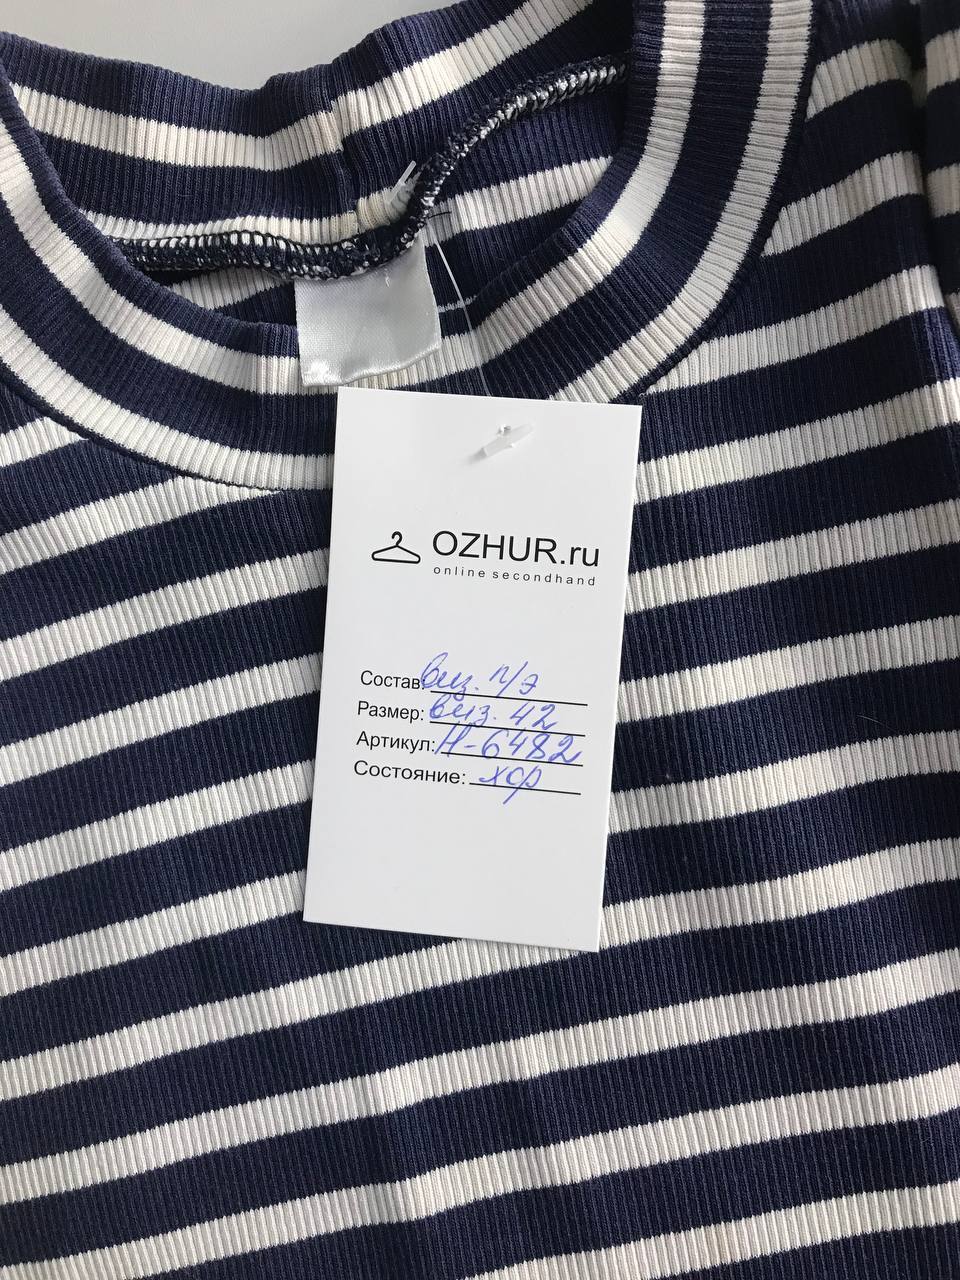 OZHUR.ru
online secondhand
Состав: виз. п/э
Размер: виз. 42
Артикул: Н-6482
Состояние: хор